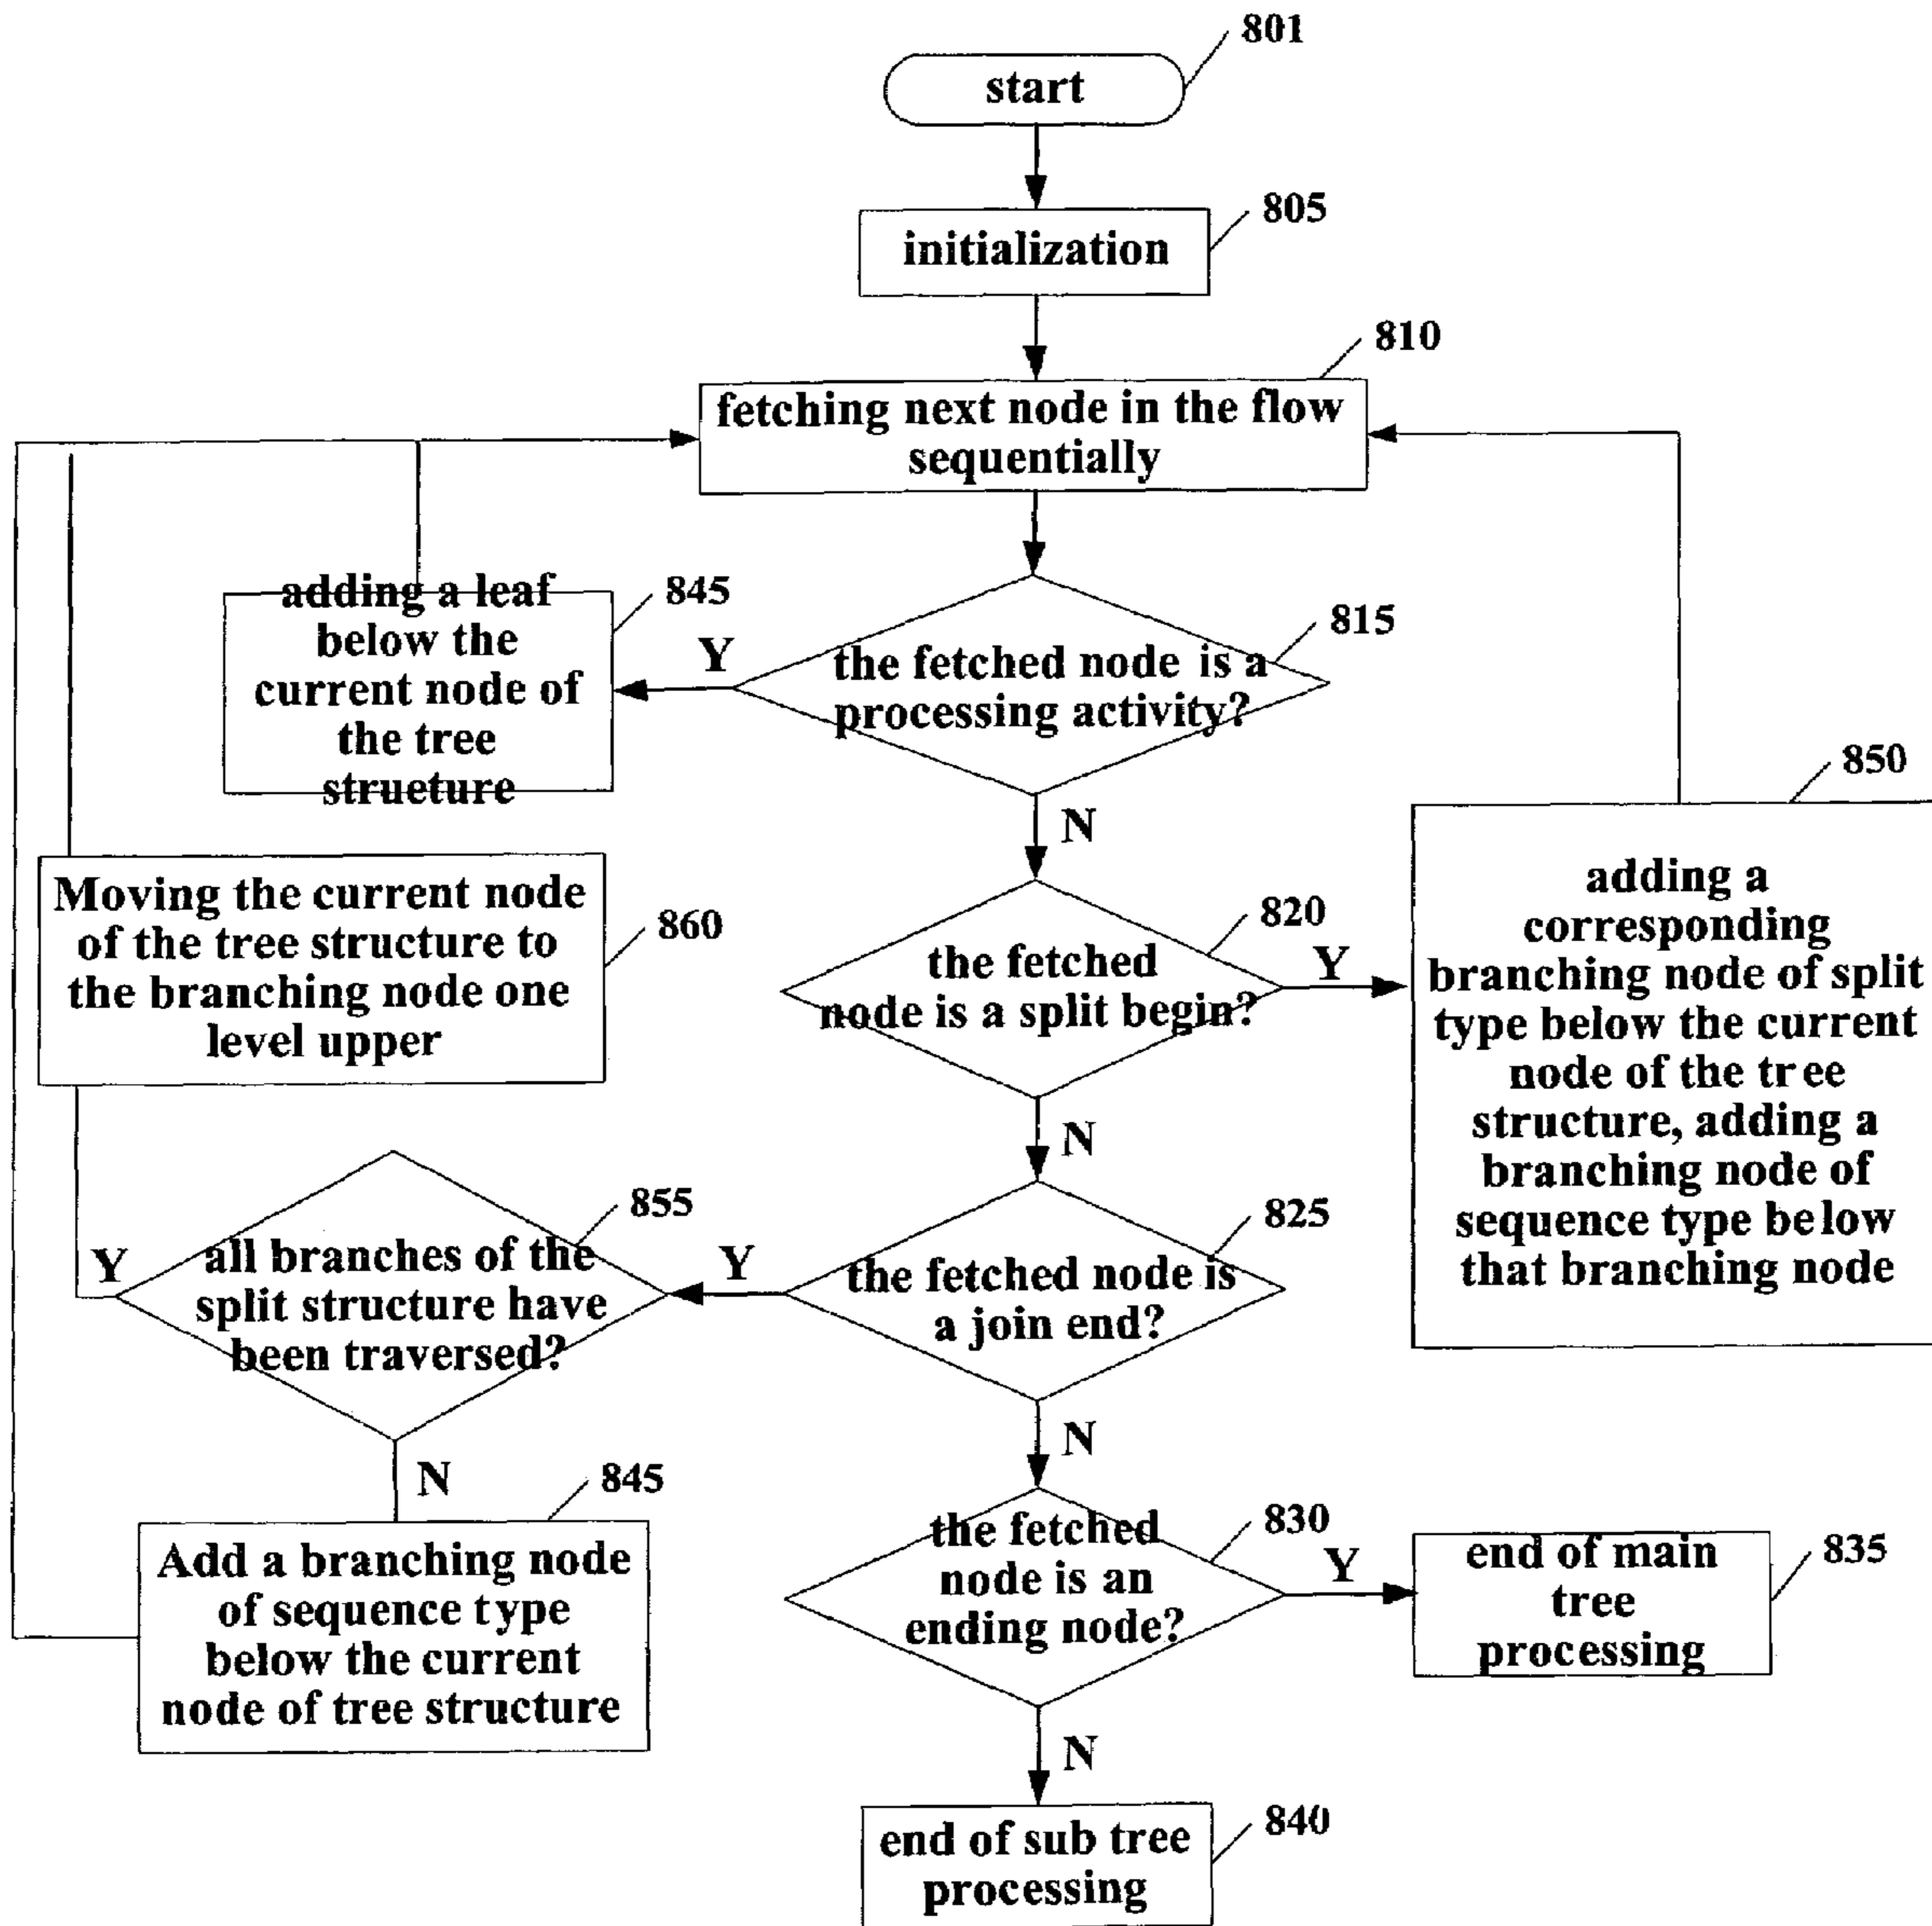 801
start
805
initialization
810
fetching next node in the flow
sequentially
845
adding a leaf
below the
current node of
the tree
strueture
815
Y
the fetched node is a
processing activity?
N
850
adding a
corresponding
branching node of split
type below the current
node of the tree
structure, adding a
branching node of
sequence type below
that branching node
860
Moving the current node
of the tree structure to
the branching node one
level upper
820
the fetched
node is a split begin?
Y
N
855
Y
all branches of the
split structure have
been traversed?
Y
825
the fetched node is
a join end?
N
N
845
Add a branching node
of sequence type
below the current
node of tree structure
830
the fetched
node is an
ending node?
Y
835
end of main
tree
processing
N
840
end of sub tree
processing